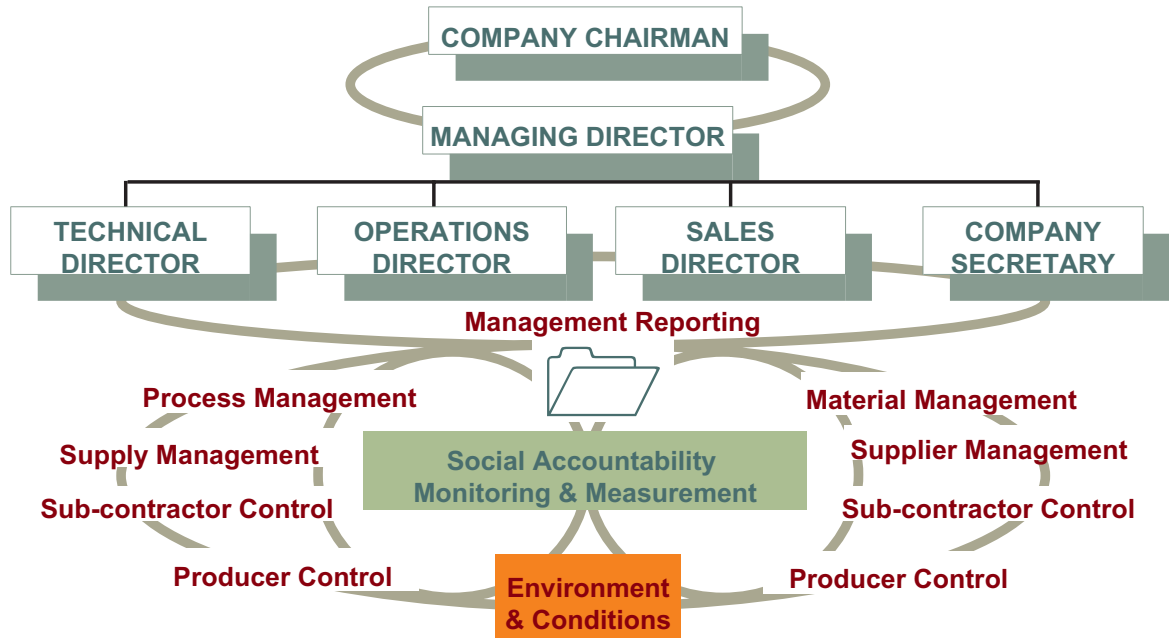 COMPANY CHAIRMAN
MANAGING DIRECTOR
TECHNICAL
DIRECTOR
OPERATIONS
DIRECTOR
SALES
DIRECTOR
COMPANY
SECRETARY
Management Reporting
Process Management
Material Management
Supply Management
Supplier Management
Social Accountability
Monitoring & Measurement
Sub-contractor Control
Sub-contractor Control
Producer Control
Producer Control
Environment
& Conditions